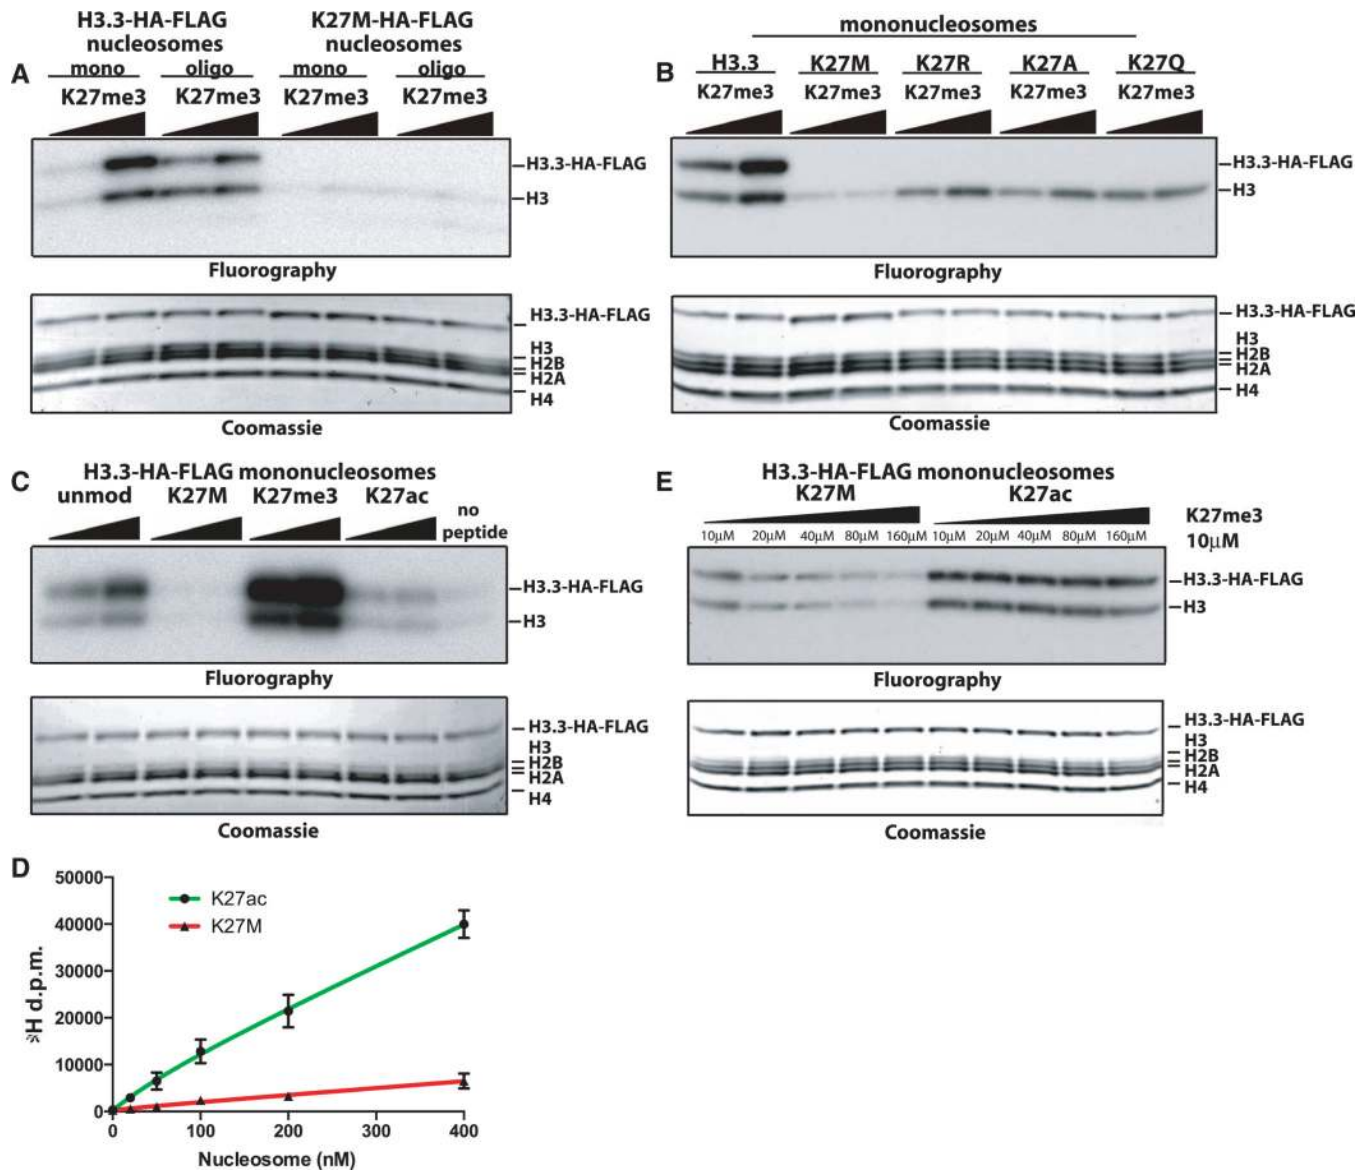 A
H3.3-HA-FLAG K27M-HA-FLAG
nucleosomes nucleosomes
mono oligo mono oligo
K27me3 K27me3 K27me3 K27me3
H3.3-HA-FLAG
H3
Fluorography
H3.3-HA-FLAG
H3
H2B
H2A
H4
Coomassie
B
mononucleosomes
H3.3 K27M K27R K27A K27Q
K27me3 K27me3 K27me3 K27me3 K27me3
H3.3-HA-FLAG
H3
Fluorography
H3.3-HA-FLAG
H3
H2B
H2A
H4
Coomassie
C
H3.3-HA-FLAG mononucleosomes
unmod K27M K27me3 K27ac no
peptide
H3.3-HA-FLAG
H3
Fluorography
H3.3-HA-FLAG
H3
H2B
H2A
H4
Coomassie
E
H3.3-HA-FLAG mononucleosomes
K27M K27ac
K27me3
10μM 20μM 40μM 80μM 160μM 10μM 20μM 40μM 80μM 160μM 10μM
H3.3-HA-FLAG
H3
Fluorography
H3.3-HA-FLAG
H3
H2B
H2A
H4
Coomassie
D
50000
40000
30000
20000
10000
0
K27ac
K27M
³H d.p.m.
0 100 200 300 400
Nucleosome (nM)